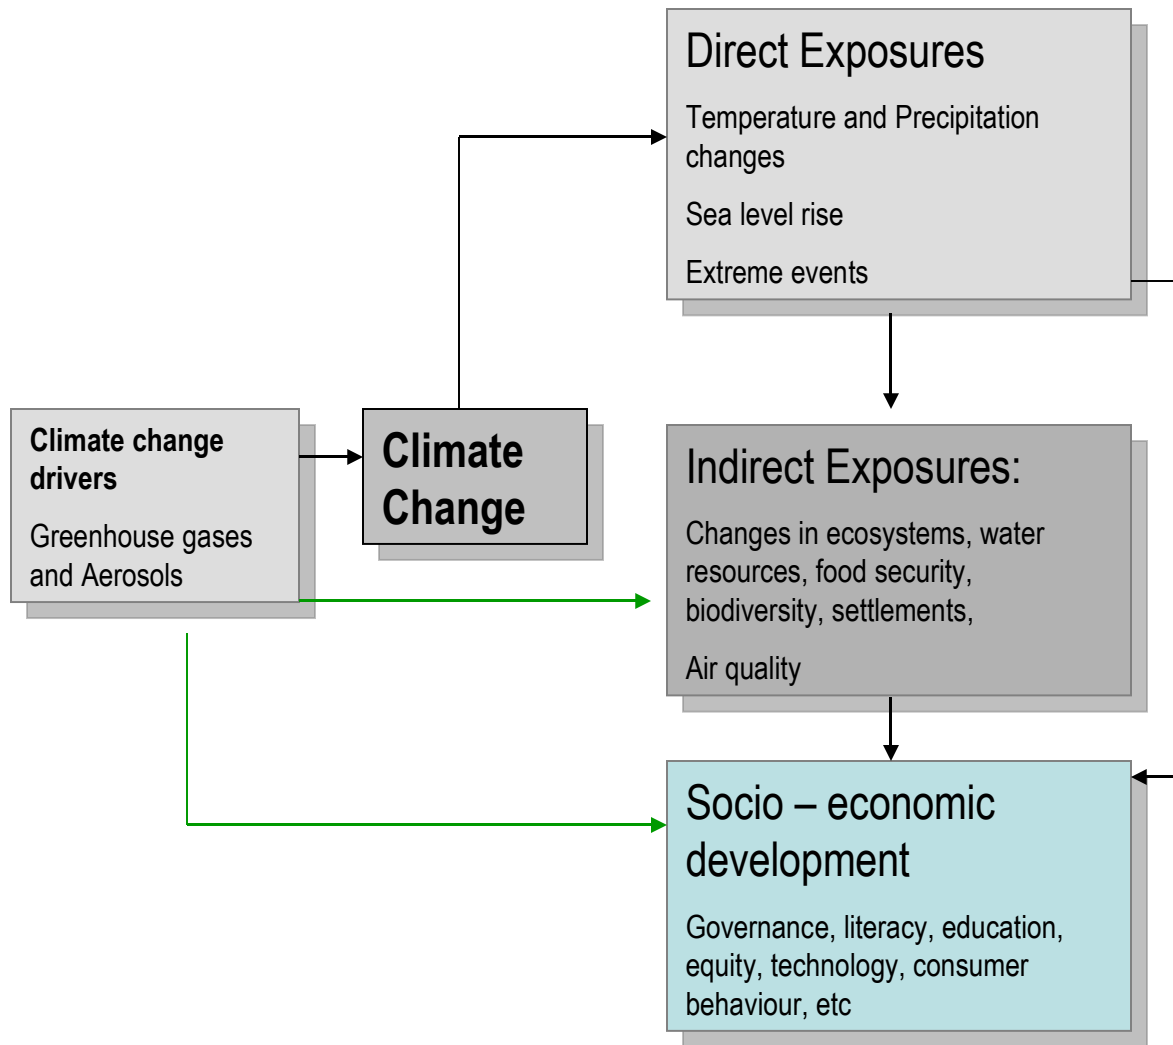 Direct Exposures
Temperature and Precipitation
changes
Sea level rise
Extreme events
Climate change
drivers
Greenhouse gases
and Aerosols
Climate
Change
Indirect Exposures:
Changes in ecosystems, water
resources, food security,
biodiversity, settlements,
Air quality
Socio – economic
development
Governance, literacy, education,
equity, technology, consumer
behaviour, etc